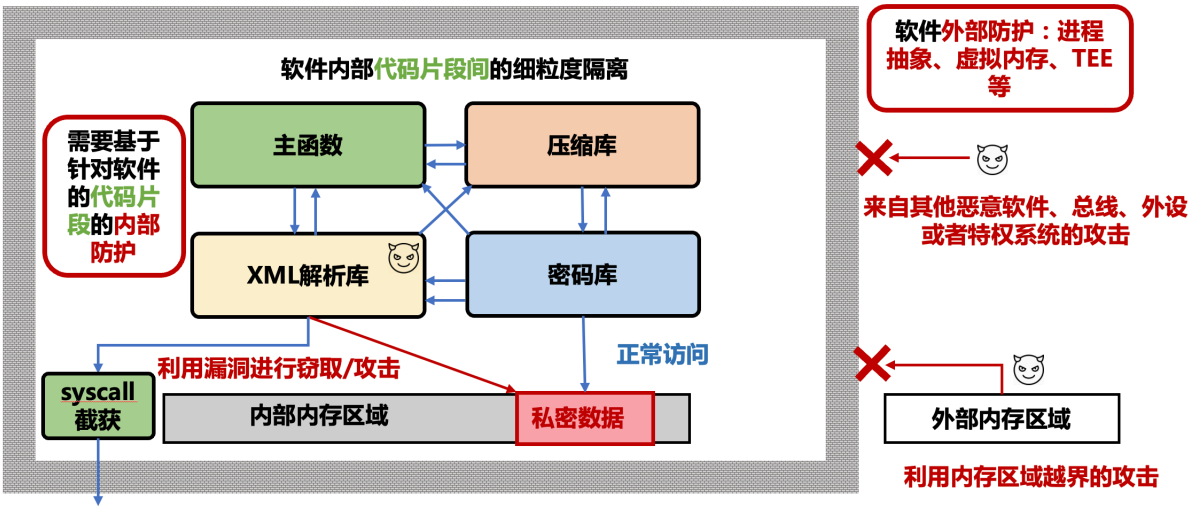 软件外部防护：进程
抽象、虚拟内存、TEE
等
软件内部代码片段间的细粒度隔离
需要基于
针对软件
的代码片
段的内部
防护
主函数
压缩库
来自其他恶意软件、总线、外设
或者特权系统的攻击
XML解析库
密码库
利用漏洞进行窃取/攻击
正常访问
syscall
截获
内部内存区域
私密数据
外部内存区域
利用内存区域越界的攻击